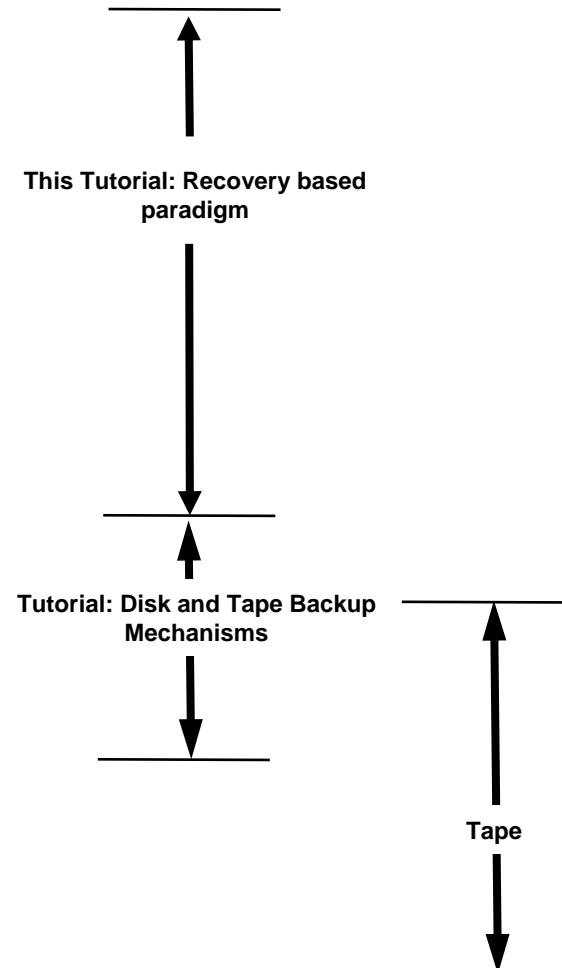 This Tutorial: Recovery based
paradigm
Tutorial: Disk and Tape Backup
Mechanisms
Tape